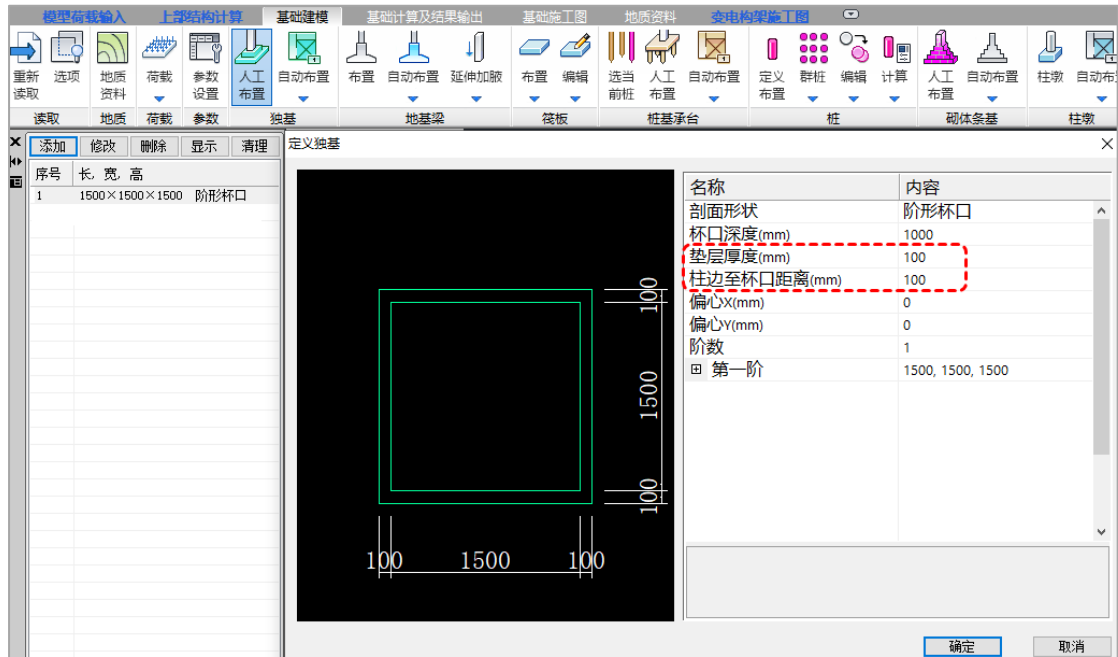 模型荷载输入 上部结构计算 基础建模 基础计算及结果输出 基础施工图 地质资料 变电构架施工图
重新读取 选项 地质资料 荷载 参数设置 人工布置 自动布置 布置 自动布置 延伸加腋 布置 编辑 选当前桩 人工布置 自动布置 定义布置 群桩 编辑 计算 人工布置 自动布置 柱墩 自动布
读取 地质 荷载 参数 独基 地基梁 筏板 桩基承台 桩 砌体条基 柱墩
添加 修改 删除 显示 清理
序号 长, 宽, 高
1 1500×1500×1500 阶形杯口
定义独基
100
1500
100
100 1500 100
名称 内容
剖面形状 阶形杯口
杯口深度(mm) 1000
垫层厚度(mm) 100
柱边至杯口距离(mm) 100
偏心X(mm) 0
偏心Y(mm) 0
阶数 1
第一阶 1500, 1500, 1500
确定 取消